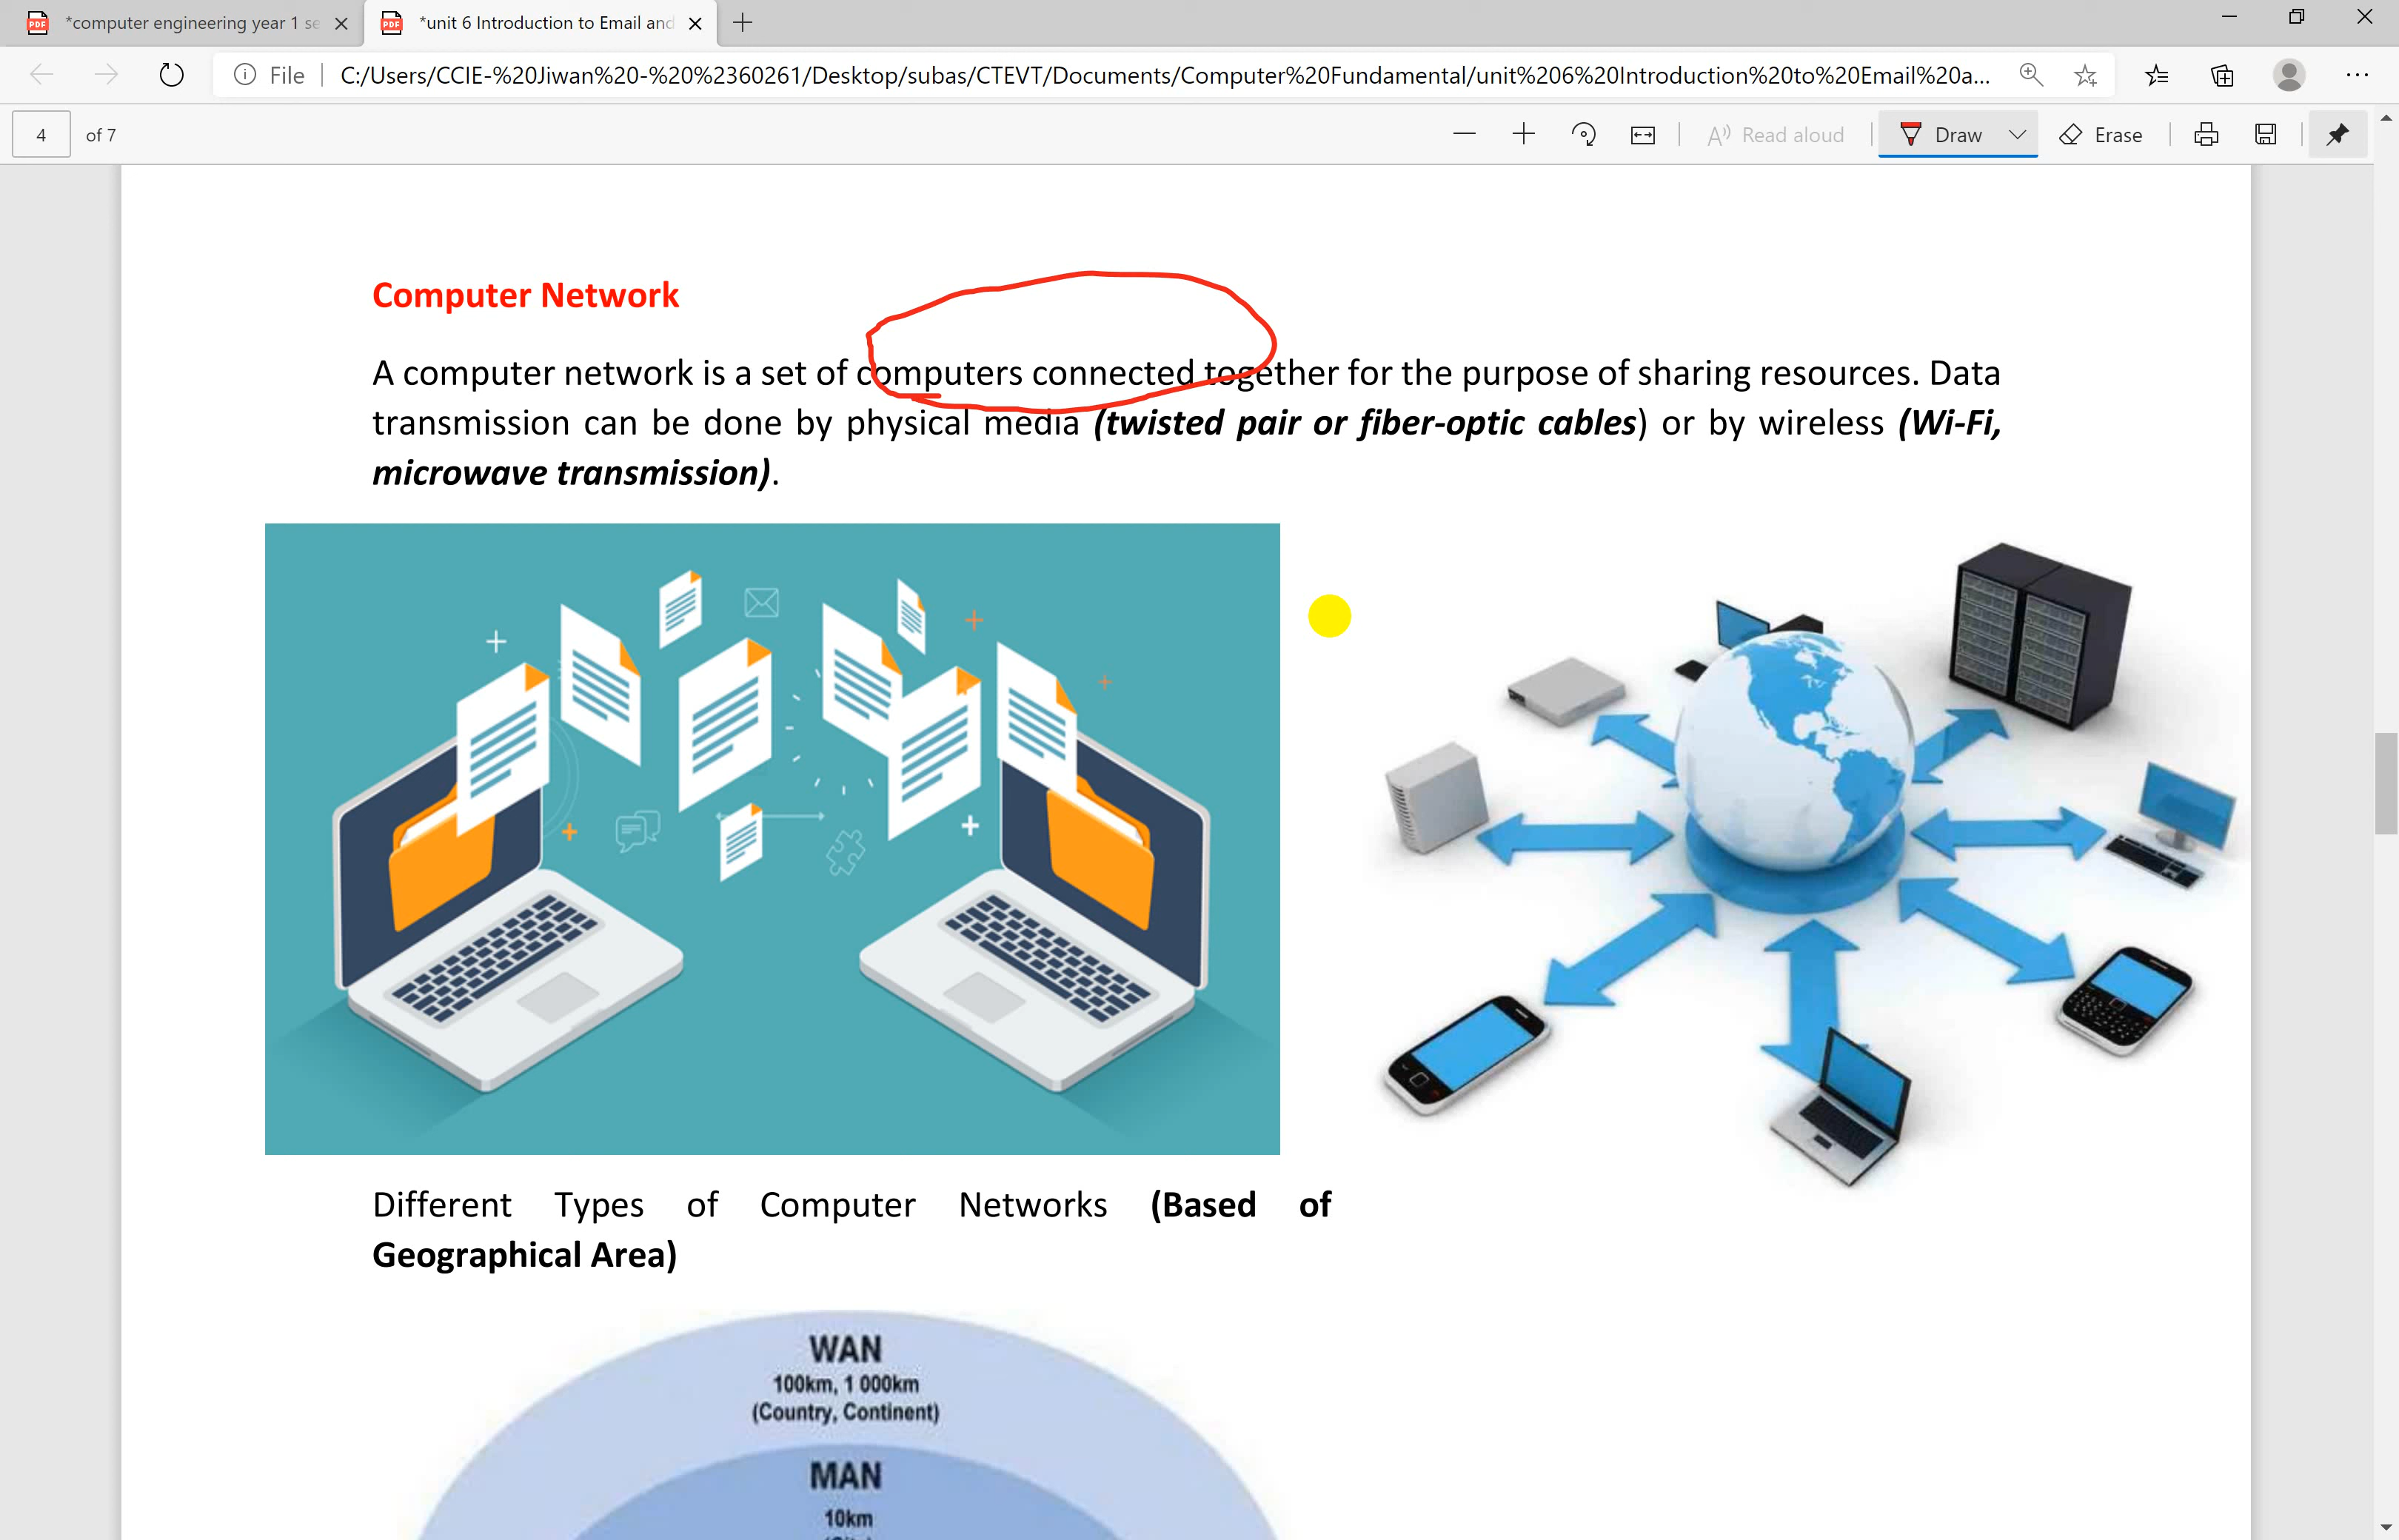 *computer engineering year 1 se
*unit 6 Introduction to Email and
File
C:/Users/CCIE-%20Jiwan%20-%20%2360261/Desktop/subas/CTEVT/Documents/Computer%20Fundamental/unit%206%20Introduction%20to%20Email%20a...
4 of 7
Read aloud
Draw
Erase
Computer Network
A computer network is a set of computers connected together for the purpose of sharing resources. Data
transmission can be done by physical media (twisted pair or fiber-optic cables) or by wireless (Wi-Fi,
microwave transmission).
Different Types of Computer Networks (Based of
Geographical Area)
WAN
100km, 1 000km
(Country, Continent)
MAN
10km